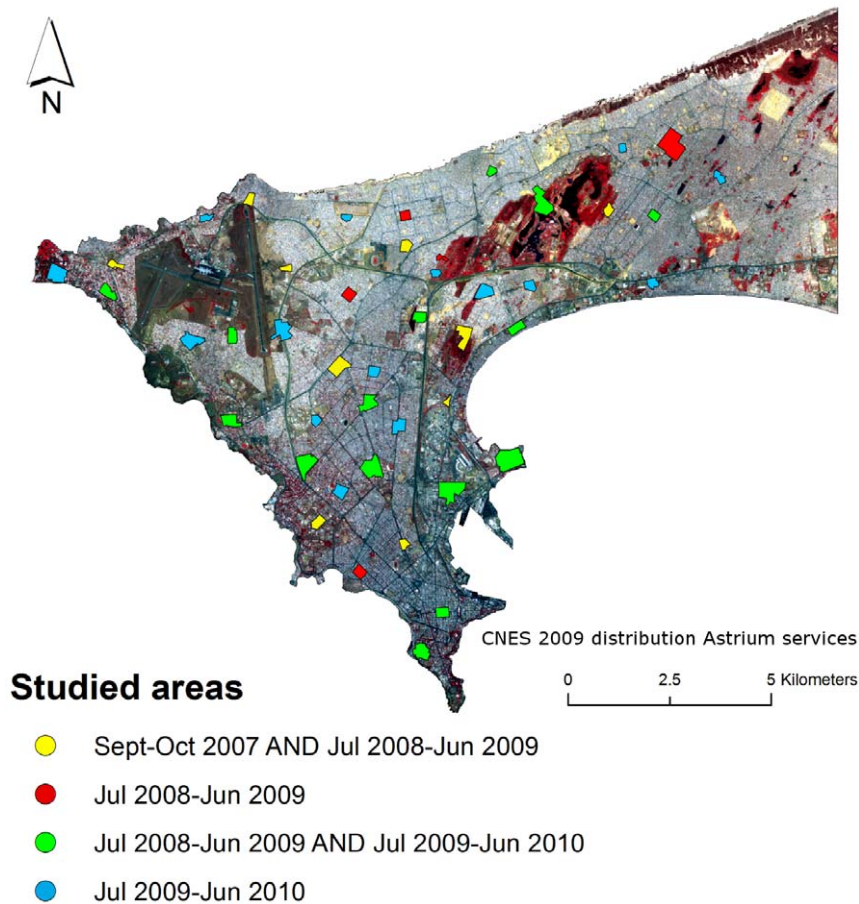 N
CNES 2009 distribution Astrium services
0 2.5 5 Kilometers
Studied areas
Sept-Oct 2007 AND Jul 2008-Jun 2009
Jul 2008-Jun 2009
Jul 2008-Jun 2009 AND Jul 2009-Jun 2010
Jul 2009-Jun 2010